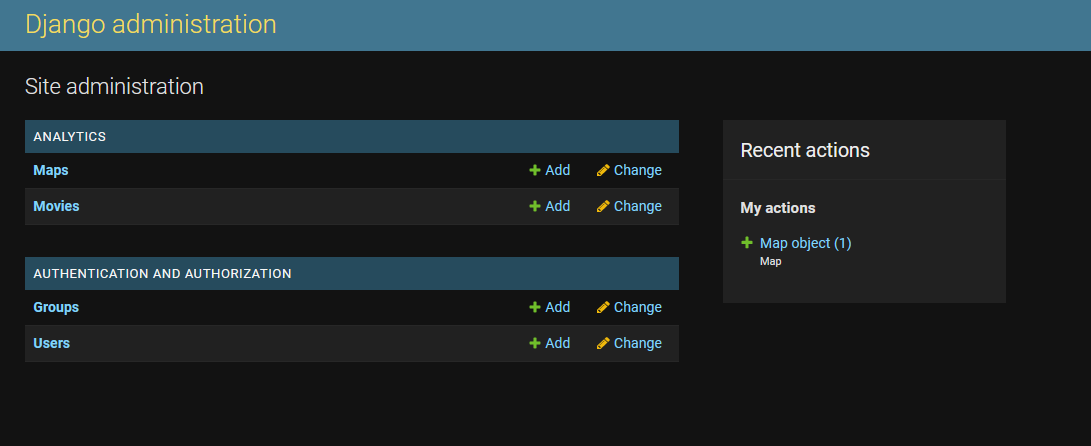 Django administration
Site administration
ANALYTICS
Maps Add Change
Movies Add Change
AUTHENTICATION AND AUTHORIZATION
Groups Add Change
Users Add Change
Recent actions
My actions
Map object (1)
Map